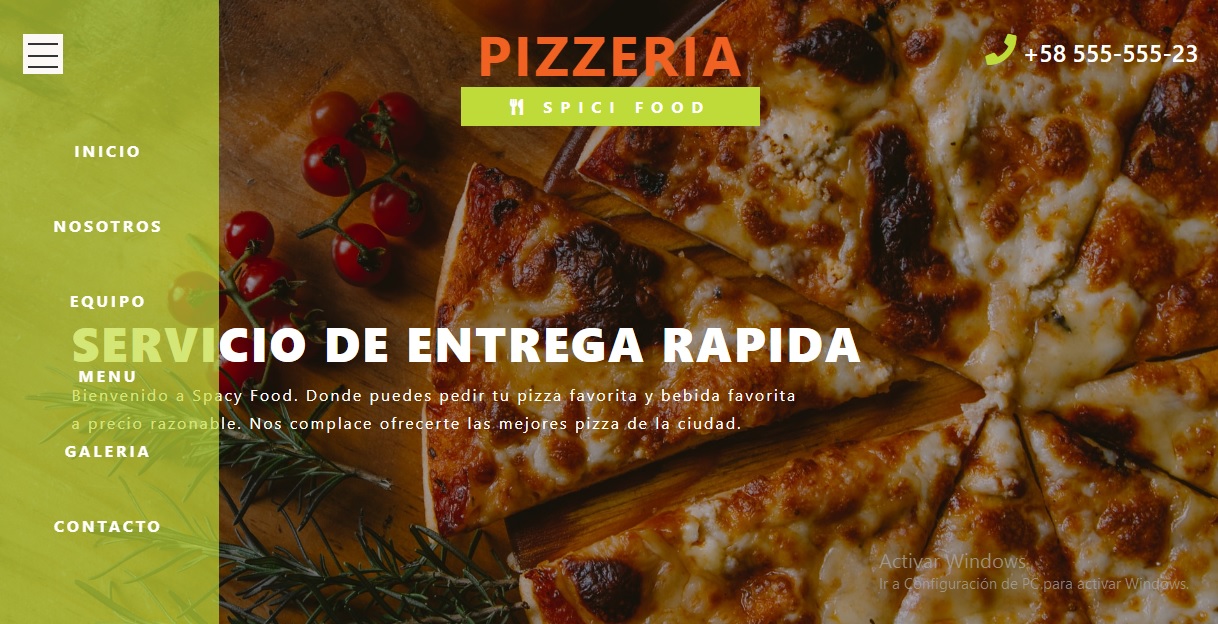 PIZZERIA
SPICI FOOD
+58 555-555-23
INICIO
NOSOTROS
EQUIPO
SERVICIO DE ENTREGA RAPIDA
MENU
Bienvenido a Spacy Food. Donde puedes pedir tu pizza favorita y bebida favorita
a precio razonable. Nos complace ofrecerte las mejores pizza de la ciudad.
GALERIA
CONTACTO
Activar Windows
Ir a Configuración de PC para activar Windows.